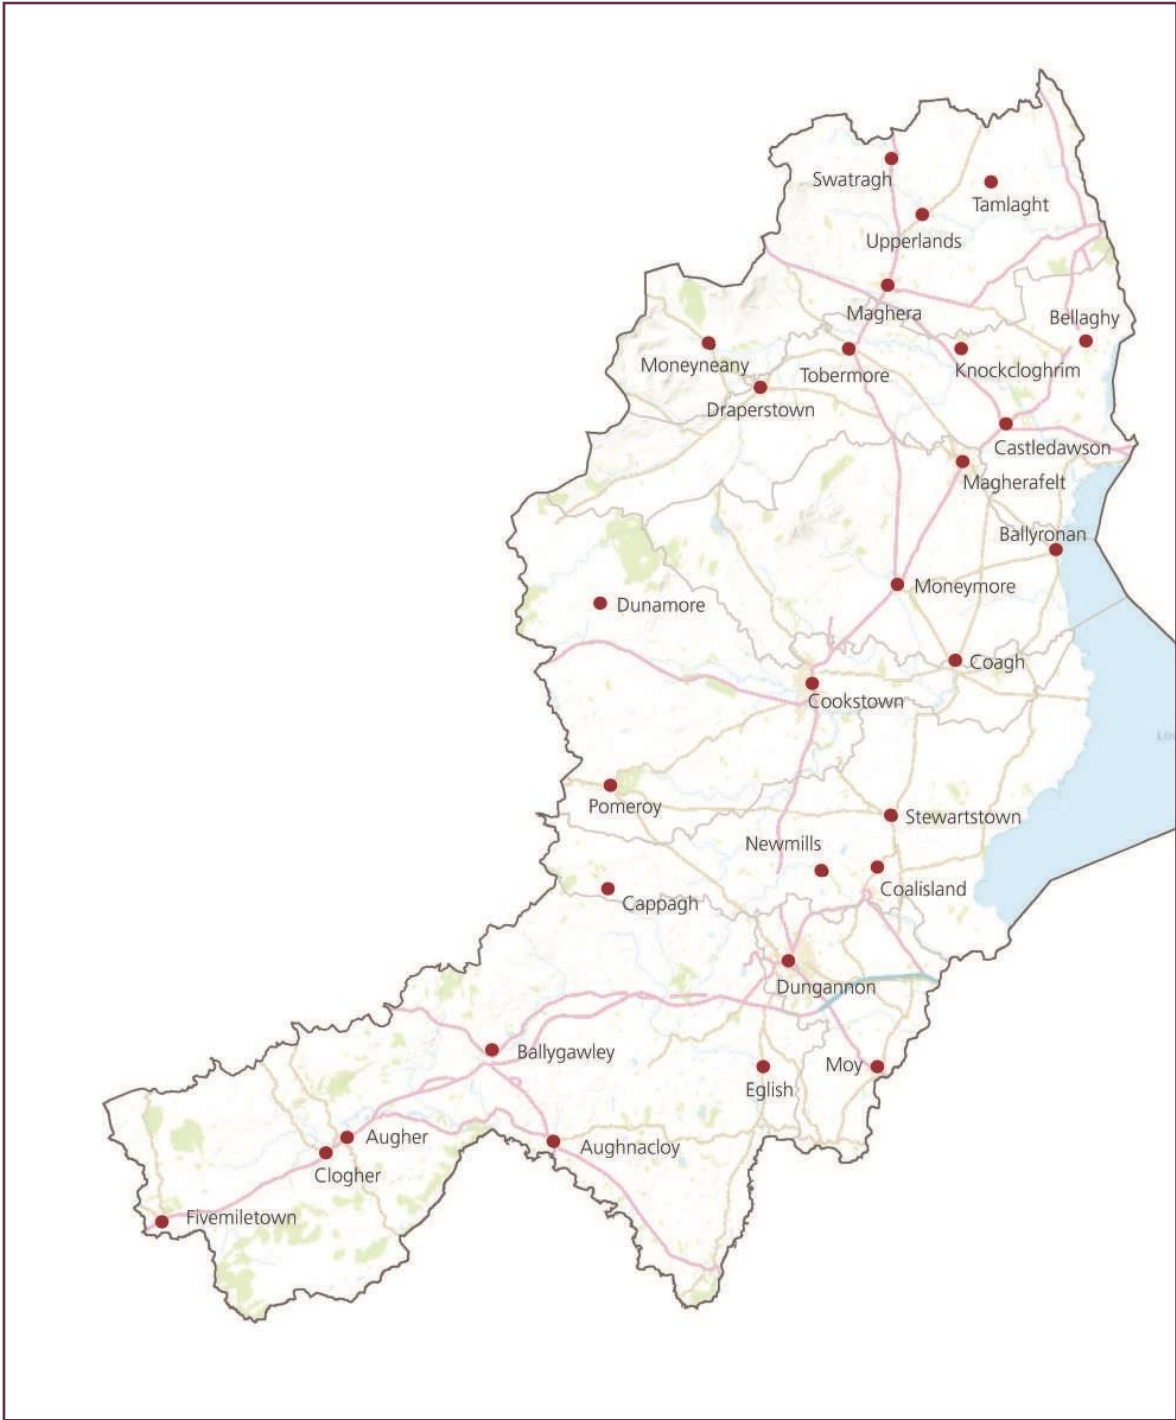 Swatragh
Tamlaght
Upperlands
Maghera
Bellaghy
Moneyneany
Tobermore
Knockcloghrim
Draperstown
Castledawson
Magherafelt
Ballyronan
Moneymore
Dunamore
Coagh
Cookstown
Pomeroy
Stewartstown
Newmills
Coalisland
Cappagh
Dungannon
Ballygawley
Moy
Eglish
Augher
Aughnacloy
Clogher
Fivemiletown